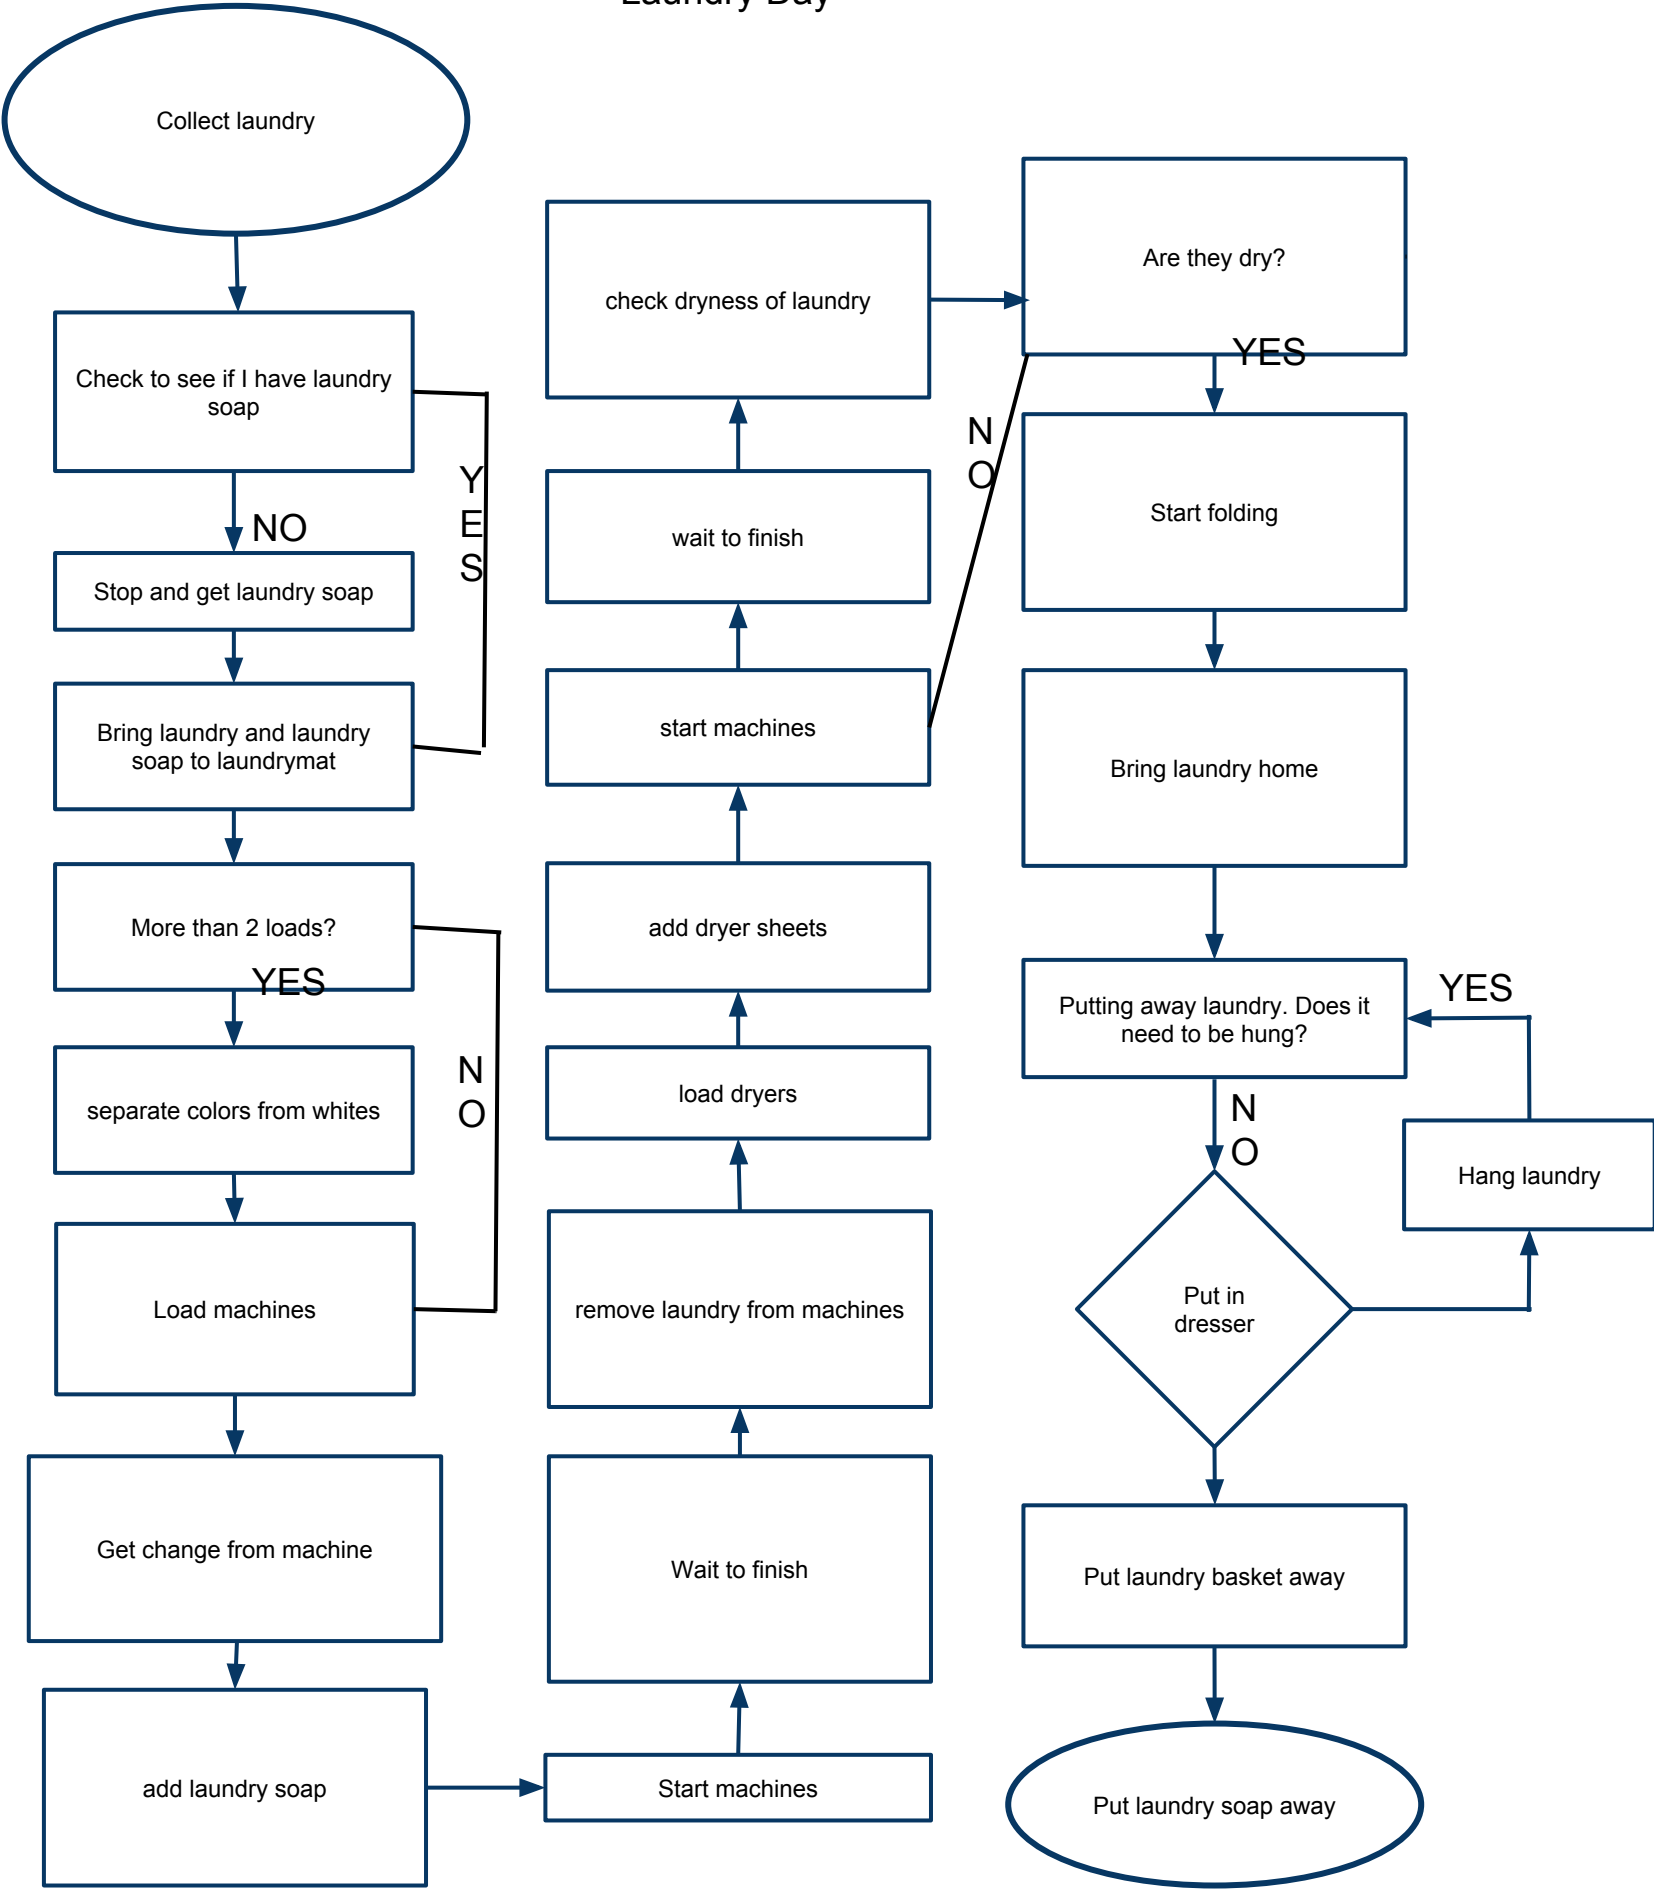 Laundry Day
Collect laundry
Check to see if I have laundry
soap
Y
E
S
NO
Stop and get laundry soap
Bring laundry and laundry
soap to laundrymat
More than 2 loads?
YES
N
O
separate colors from whites
Load machines
Get change from machine
add laundry soap
Start machines
Wait to finish
remove laundry from machines
load dryers
add dryer sheets
start machines
wait to finish
check dryness of laundry
Are they dry?
YES
N
O
Start folding
Bring laundry home
Putting away laundry. Does it
need to be hung?
YES
N
O
Hang laundry
Put in
dresser
Put laundry basket away
Put laundry soap away